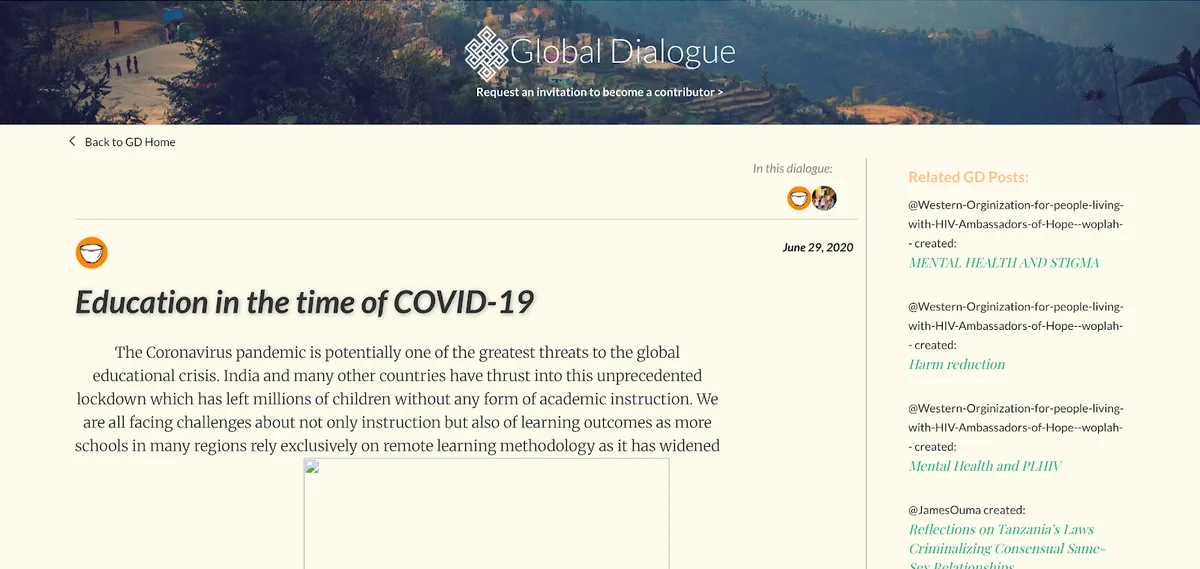 Global Dialogue
Request an invitation to become a contributor >
Back to GD Home
In this dialogue:
June 29, 2020
Education in the time of COVID-19
The Coronavirus pandemic is potentially one of the greatest threats to the global
educational crisis. India and many other countries have thrust into this unprecedented
lockdown which has left millions of children without any form of academic instruction. We
are all facing challenges about not only instruction but also of learning outcomes as more
schools in many regions rely exclusively on remote learning methodology as it has widened
Related GD Posts:
@Western-Orginization-for-people-living-
with-HIV-Ambassadors-of-Hope--woplah-
- created:
MENTAL HEALTH AND STIGMA
@Western-Orginization-for-people-living-
with-HIV-Ambassadors-of-Hope--woplah-
- created:
Harm reduction
@Western-Orginization-for-people-living-
with-HIV-Ambassadors-of-Hope--woplah-
- created:
Mental Health and PLHIV
@JamesOuma created:
Reflections on Tanzania's Laws
Criminalizing Consensual Same-
Sex Relationships